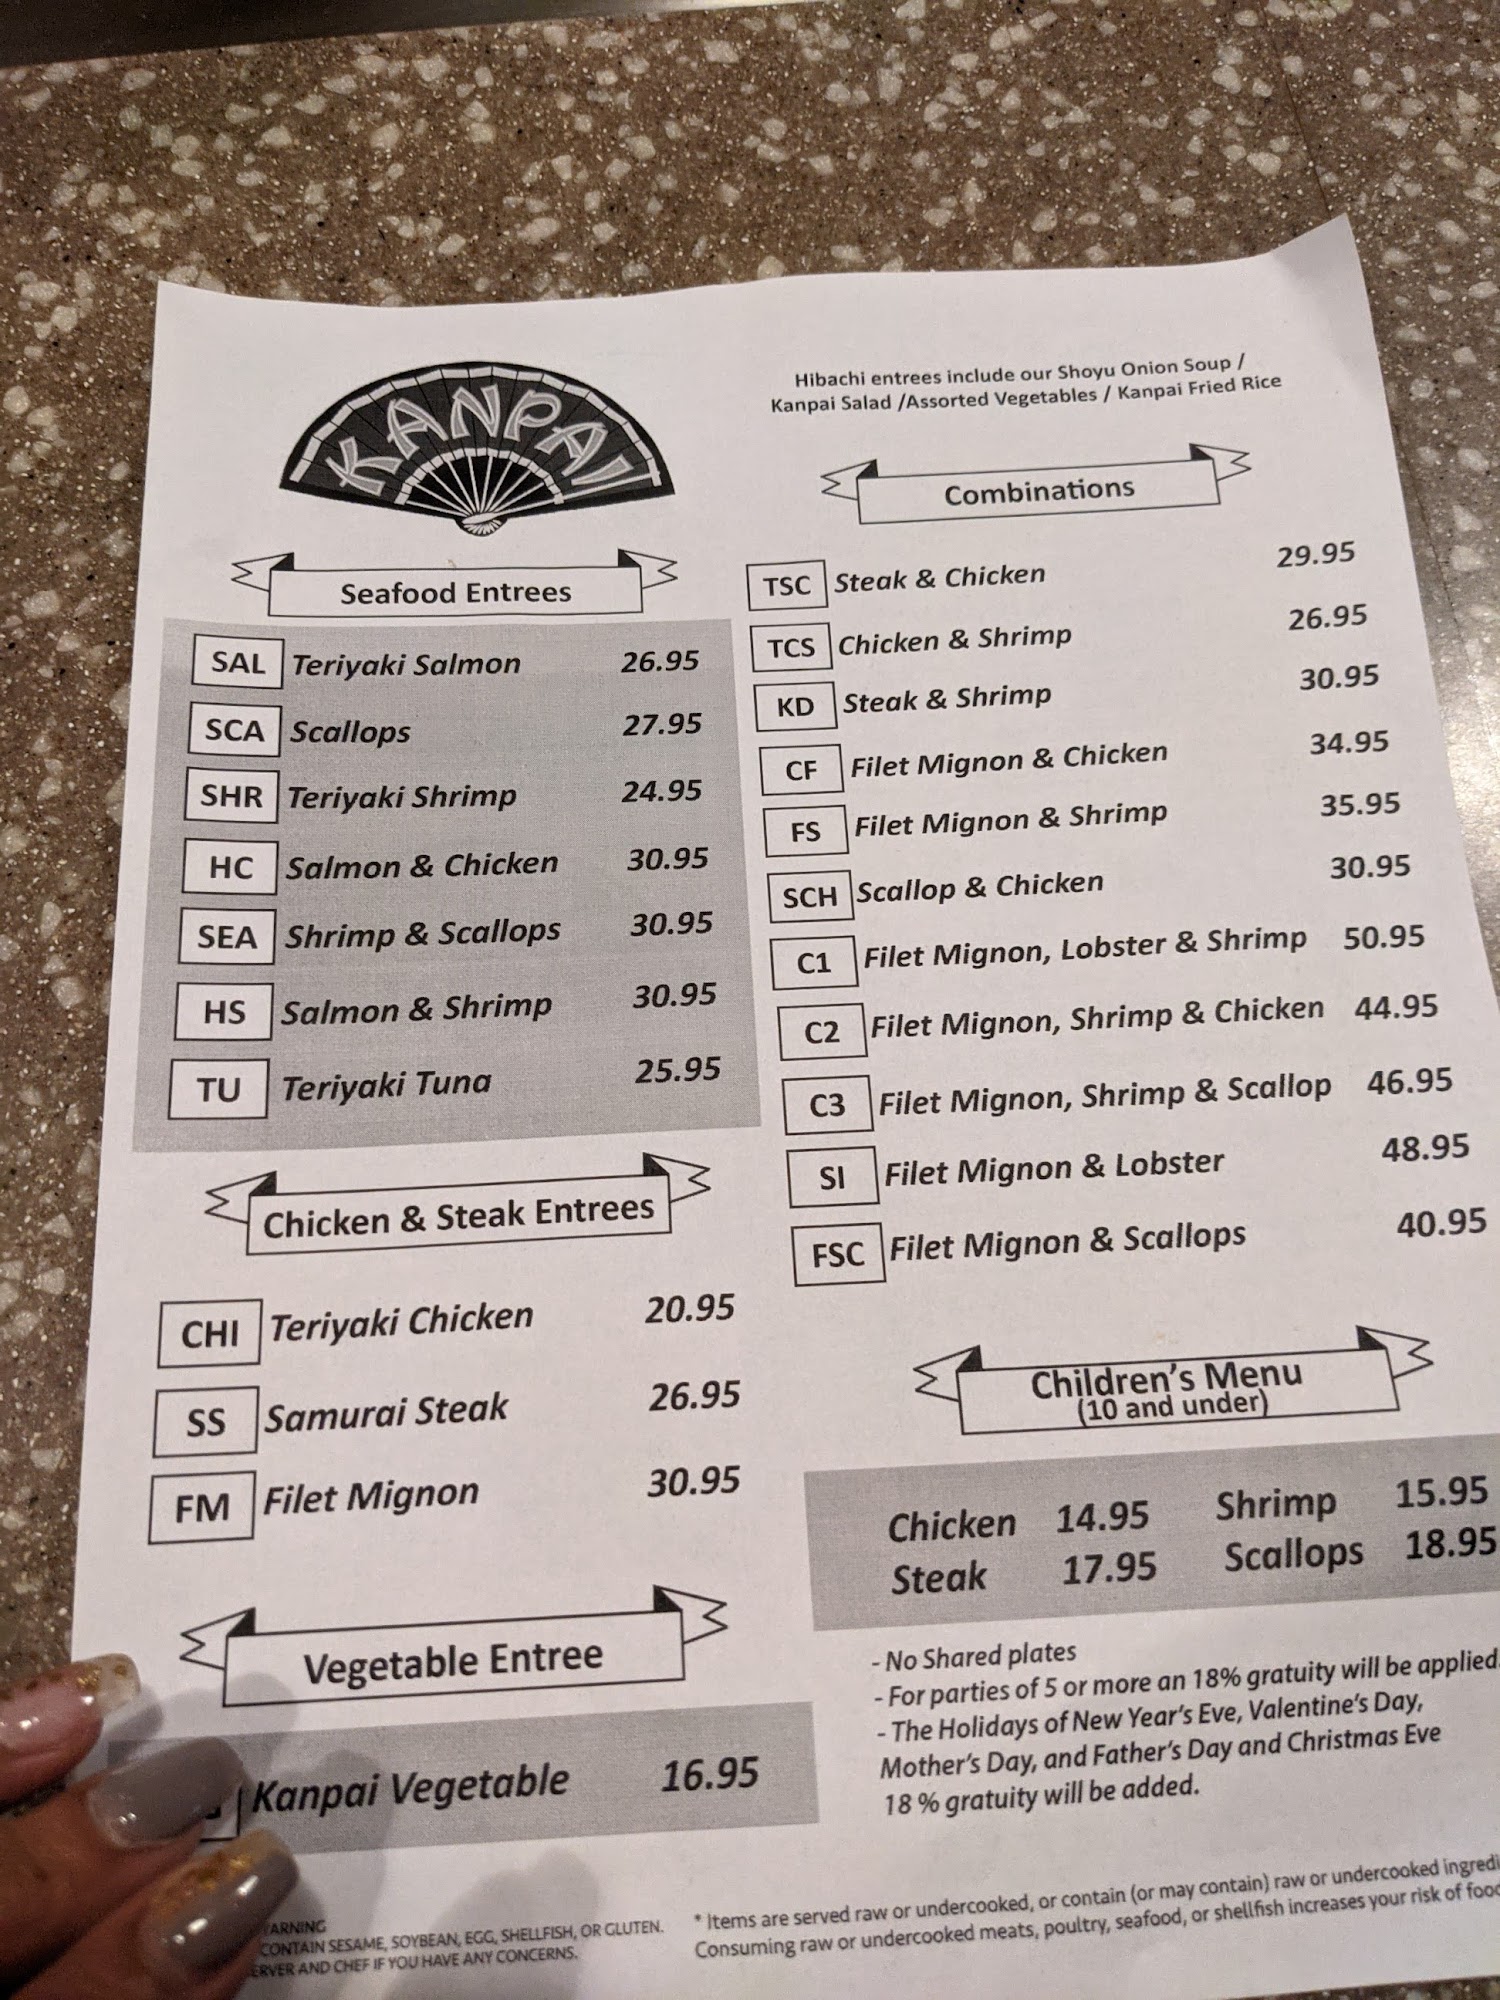 KANPAI
Seafood Entrees
SAL Teriyaki Salmon 26.95
SCA Scallops 27.95
SHR Teriyaki Shrimp 24.95
HC Salmon & Chicken 30.95
SEA Shrimp & Scallops 30.95
HS Salmon & Shrimp 30.95
TU Teriyaki Tuna 25.95
Chicken & Steak Entrees
CHI Teriyaki Chicken 20.95
SS Samurai Steak 26.95
FM Filet Mignon 30.95
Vegetable Entree
Kanpai Vegetable 16.95
CONTAIN SESAME, SOYBEAN, EGG, SHELLFISH, OR GLUTEN.
AND CHEF IF YOU HAVE ANY CONCERNS.
Hibachi entrees include our Shoyu Onion Soup /
Kanpai Salad /Assorted Vegetables / Kanpai Fried Rice
Combinations
TSC Steak & Chicken 29.95
TCS Chicken & Shrimp 26.95
KD Steak & Shrimp 30.95
CF Filet Mignon & Chicken 34.95
FS Filet Mignon & Shrimp 35.95
SCH Scallop & Chicken 30.95
C1 Filet Mignon, Lobster & Shrimp 50.95
C2 Filet Mignon, Shrimp & Chicken 44.95
C3 Filet Mignon, Shrimp & Scallop 46.95
SI Filet Mignon & Lobster 48.95
FSC Filet Mignon & Scallops 40.95
Children's Menu
(10 and under)
Chicken 14.95 Shrimp 15.95
Steak 17.95 Scallops 18.95
- No Shared plates
- For parties of 5 or more an 18% gratuity will be applied.
- The Holidays of New Year's Eve, Valentine's Day,
Mother's Day, and Father's Day and Christmas Eve
18 % gratuity will be added.
* Items are served raw or undercooked, or contain (or may contain) raw or undercooked
Consuming raw or undercooked meats, poultry, seafood, or shellfish increases your risk of